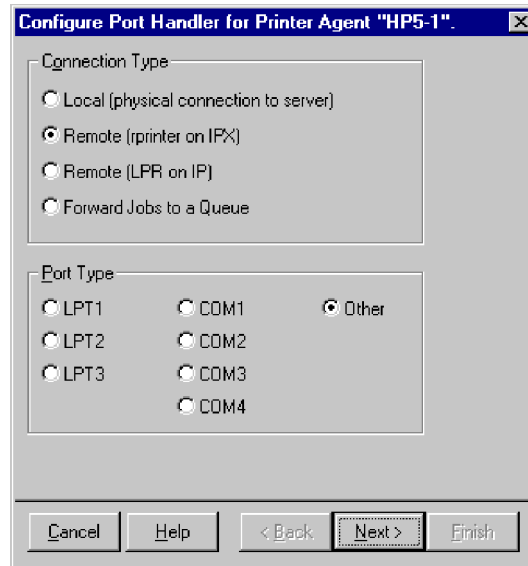 Configure Port Handler for Printer Agent "HP5-1".
Connection Type
Local (physical connection to server)
Remote (rprinter on IPX)
Remote (LPR on IP)
Forward Jobs to a Queue
Port Type
LPT1 COM1 Other
LPT2 COM2
LPT3 COM3
COM4
Cancel Help < Back Next > Finish